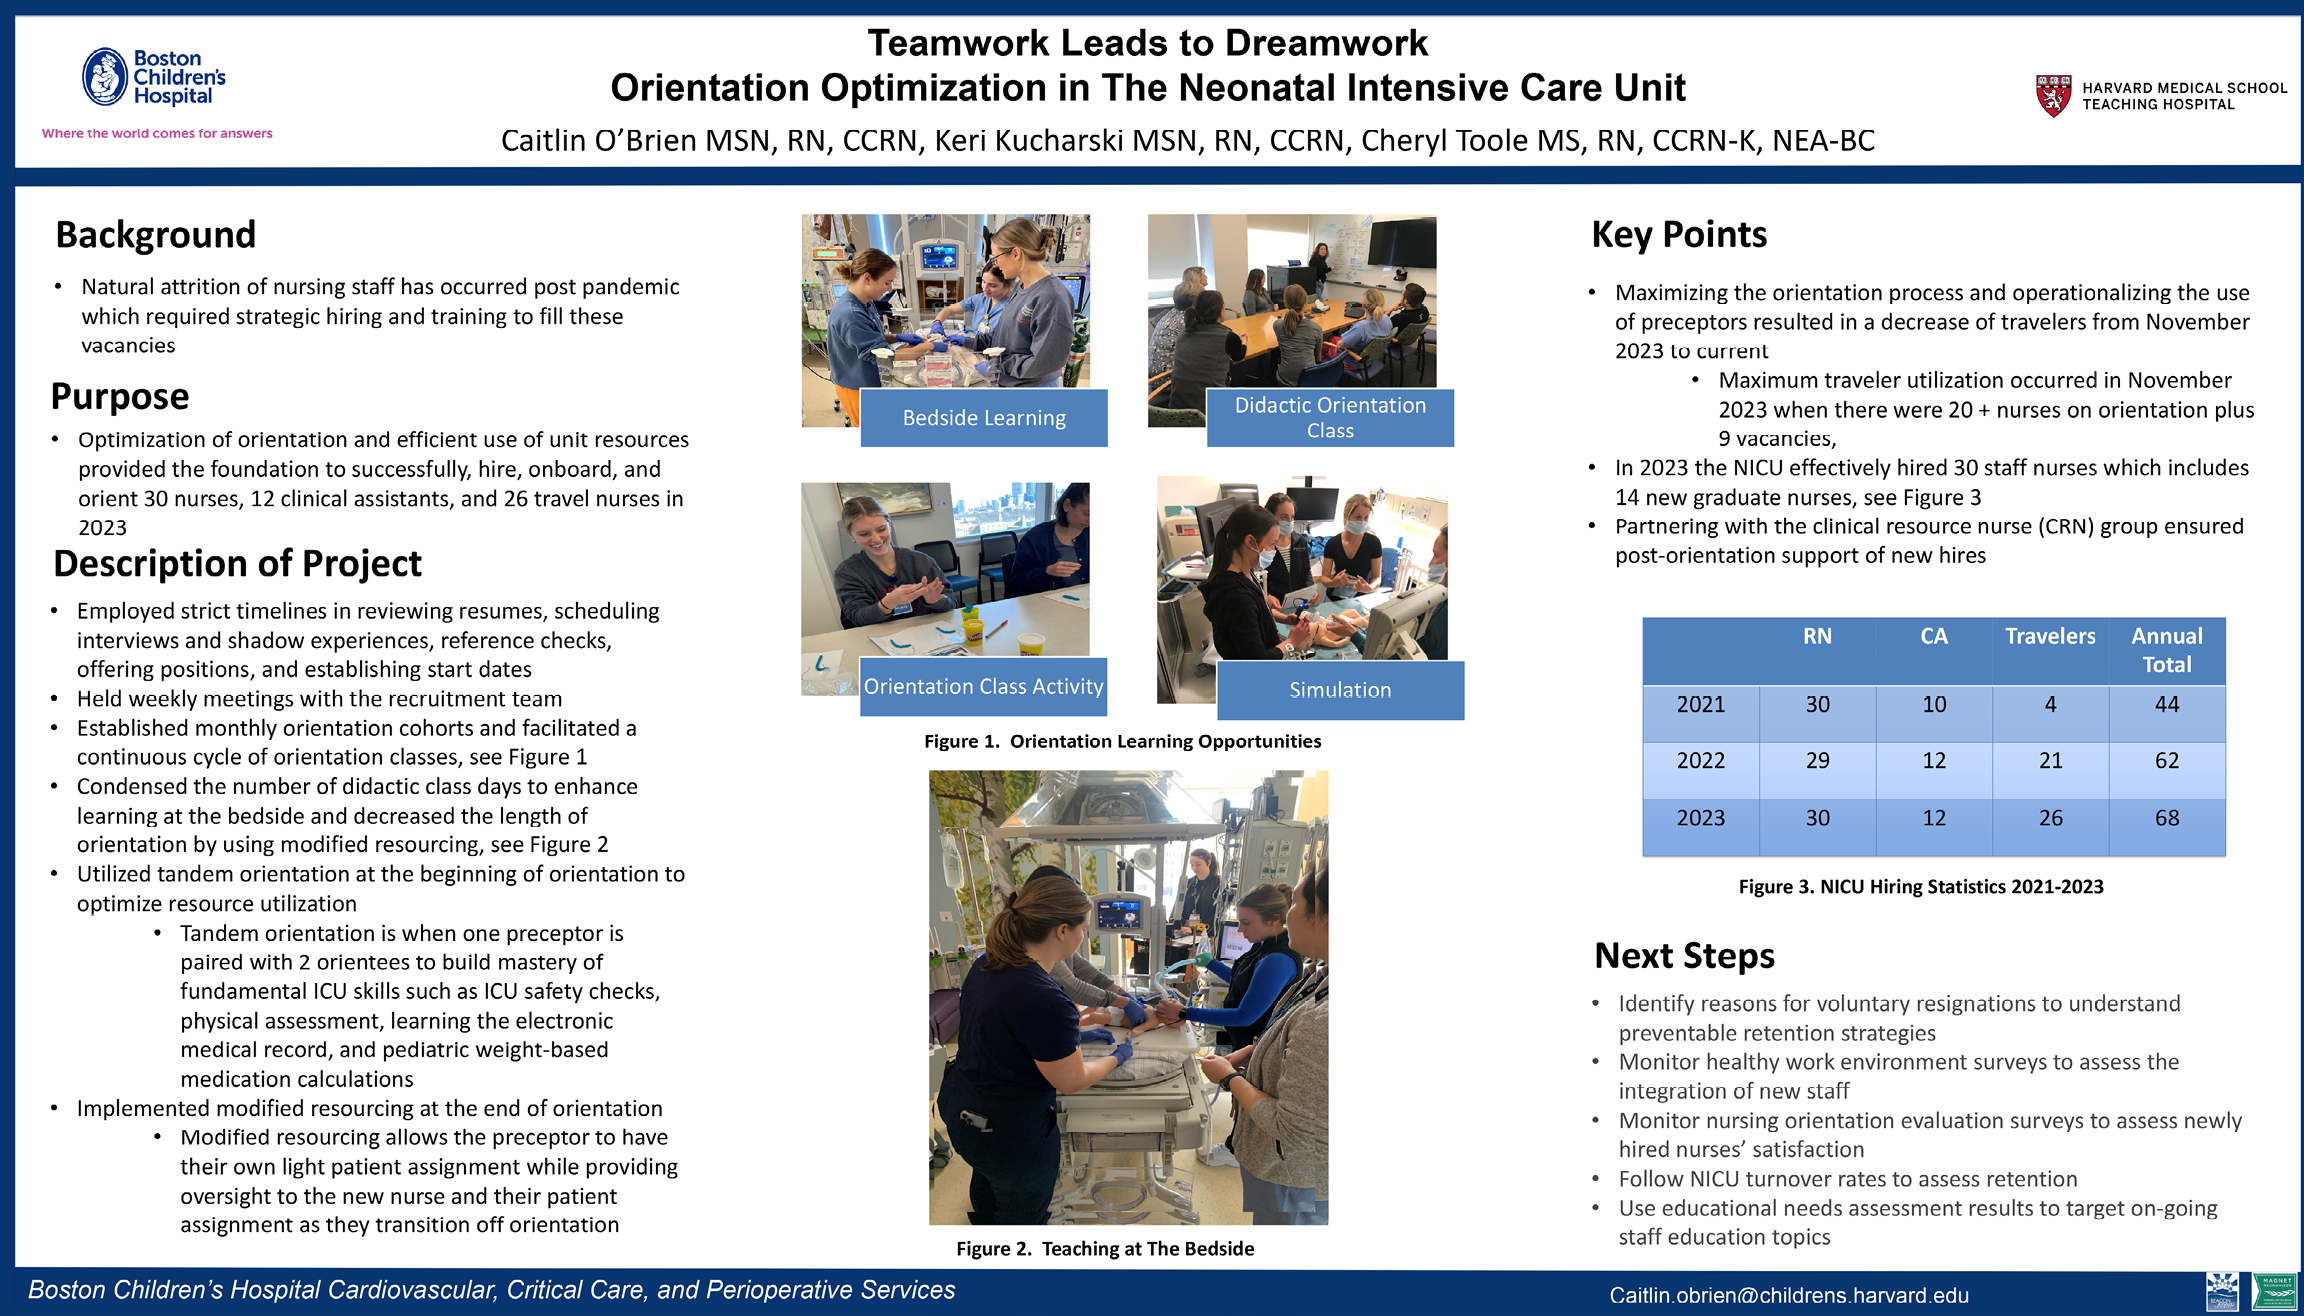 Boston
Children's
Hospital
Where the world comes for answers
Teamwork Leads to Dreamwork
Orientation Optimization in The Neonatal Intensive Care Unit
Caitlin O'Brien MSN, RN, CCRN, Keri Kucharski MSN, RN, CCRN, Cheryl Toole MS, RN, CCRN-K, NEA-BC
HARVARD MEDICAL SCHOOL
TEACHING HOSPITAL
Background
• Natural attrition of nursing staff has occurred post pandemic
which required strategic hiring and training to fill these
vacancies
Purpose
• Optimization of orientation and efficient use of unit resources
provided the foundation to successfully, hire, onboard, and
orient 30 nurses, 12 clinical assistants, and 26 travel nurses in
2023
Description of Project
• Employed strict timelines in reviewing resumes, scheduling
interviews and shadow experiences, reference checks,
offering positions, and establishing start dates
• Held weekly meetings with the recruitment team
• Established monthly orientation cohorts and facilitated a
continuous cycle of orientation classes, see Figure 1
• Condensed the number of didactic class days to enhance
learning at the bedside and decreased the length of
orientation by using modified resourcing, see Figure 2
• Utilized tandem orientation at the beginning of orientation to
optimize resource utilization
• Tandem orientation is when one preceptor is
paired with 2 orientees to build mastery of
fundamental ICU skills such as ICU safety checks,
physical assessment, learning the electronic
medical record, and pediatric weight-based
medication calculations
• Implemented modified resourcing at the end of orientation
• Modified resourcing allows the preceptor to have
their own light patient assignment while providing
oversight to the new nurse and their patient
assignment as they transition off orientation
Bedside Learning
Didactic Orientation
Class
Orientation Class Activity
Simulation
Figure 1. Orientation Learning Opportunities
Figure 2. Teaching at The Bedside
Key Points
• Maximizing the orientation process and operationalizing the use
of preceptors resulted in a decrease of travelers from November
2023 to current
• Maximum traveler utilization occurred in November
2023 when there were 20 + nurses on orientation plus
9 vacancies,
• In 2023 the NICU effectively hired 30 staff nurses which includes
14 new graduate nurses, see Figure 3
• Partnering with the clinical resource nurse (CRN) group ensured
post-orientation support of new hires
RN CA Travelers Annual
Total
2021 30 10 4 44
2022 29 12 21 62
2023 30 12 26 68
Figure 3. NICU Hiring Statistics 2021-2023
Next Steps
• Identify reasons for voluntary resignations to understand
preventable retention strategies
• Monitor healthy work environment surveys to assess the
integration of new staff
• Monitor nursing orientation evaluation surveys to assess newly
hired nurses' satisfaction
• Follow NICU turnover rates to assess retention
• Use educational needs assessment results to target on-going
staff education topics
Boston Children's Hospital Cardiovascular, Critical Care, and Perioperative Services
Caitlin.obrien@childrens.harvard.edu
BEACON
MAGNET
RECOGNIZED